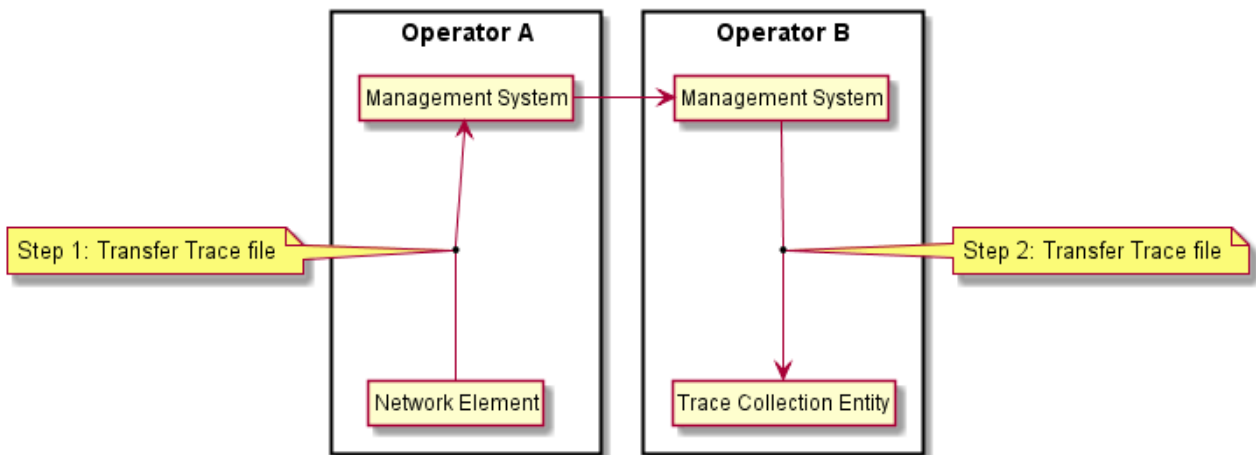 Operator A
Operator B
Management System
Management System
Step 1: Transfer Trace file
Step 2: Transfer Trace file
Network Element
Trace Collection Entity